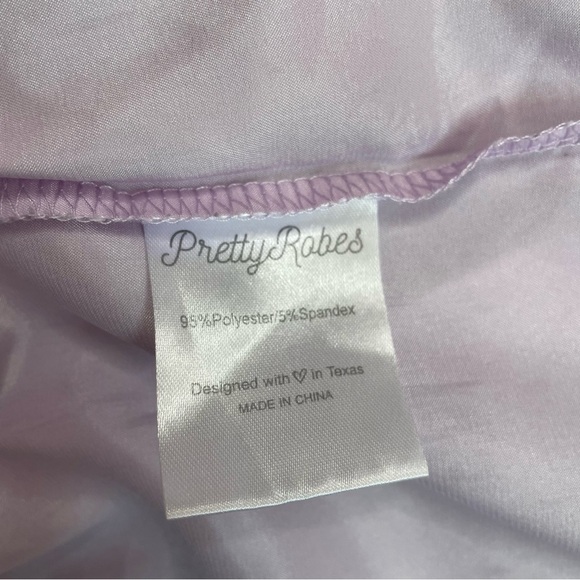 PrettyRobes
95%Polyester/5%Spandex
Designed with ♡ in Texas
MADE IN CHINA